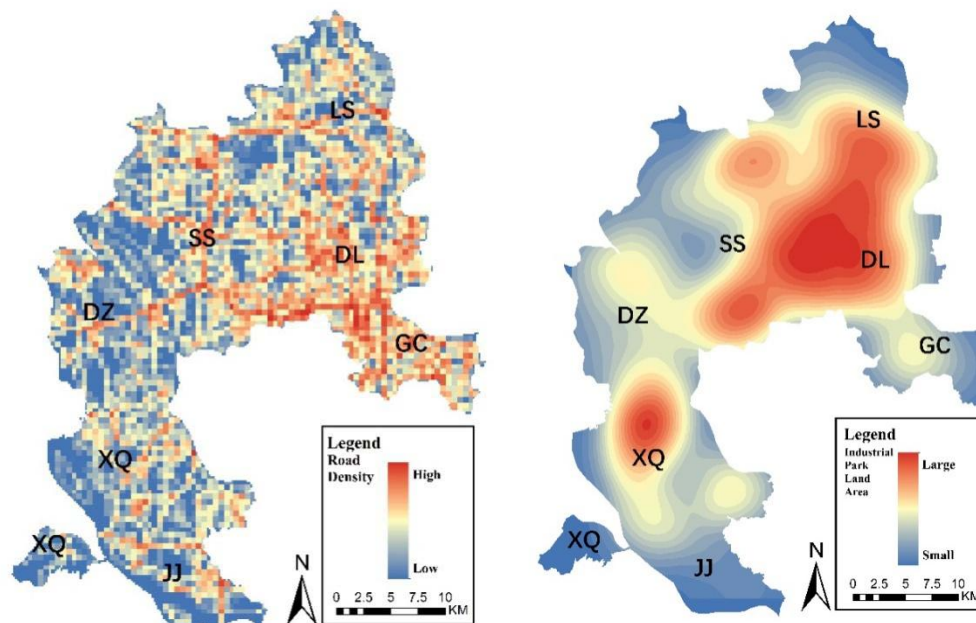 LS
SS
DL
DZ
GC
XQ
XQ
JJ
Legend
Road
Density
High
Low
N
0 2.5 5 7.5 10
KM
LS
SS
DL
DZ
GC
XQ
XQ
JJ
Legend
Industrial
Park
Land
Area
Large
Small
N
0 2.5 5 7.5 10
KM